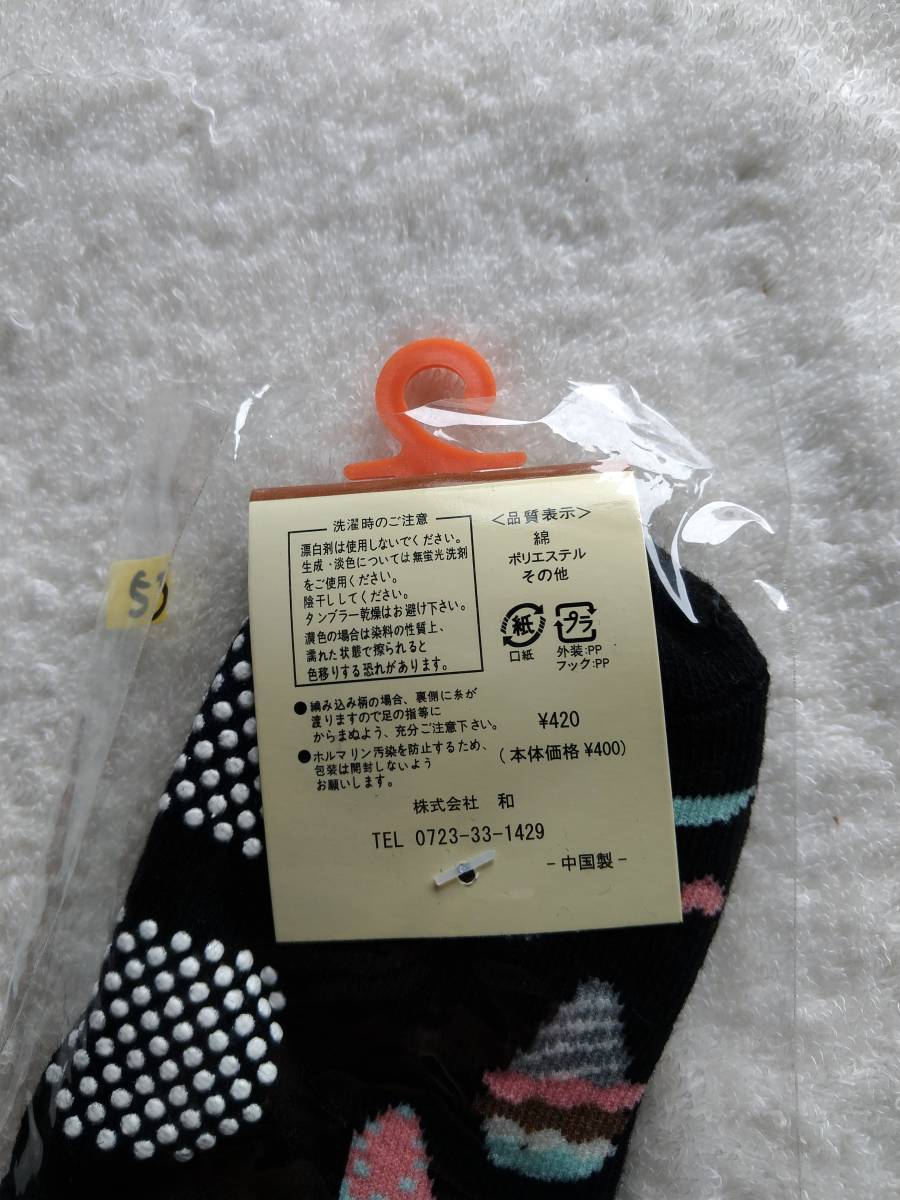 洗濯時のご注意
漂白剤は使用しないでください。
生成・淡色については無蛍光洗剤
をご使用ください。
陰干ししてください。
タンブラー乾燥はお避け下さい。
濃色の場合は染料の性質上、
濡れた状態で擦られると
色移りする恐れがあります。
●編み込み柄の場合、裏側に糸が
渡りますので足の指等に
からまぬよう、充分ご注意下さい。
●ホルマリン汚染を防止するため、
包装は開封しないよう
お願いします。
<品質表示>
綿
ポリエステル
その他
紙
口紙
プラ
外装:PP
フック:PP
¥420
(本体価格¥400)
株式会社 和
TEL 0723-33-1429
-中国製-